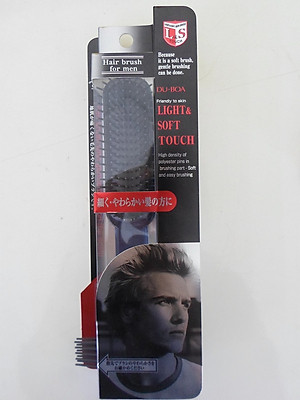 Hair brush
for men
L S
Because
it is a soft brush,
gentle brushing
can be done.
DU-BOA
Friendly to skin
LIGHT&
SOFT
TOUCH
High density of
polyester pins in
brushing part · Soft
and easy brushing
細く・やわらかい髪の方に